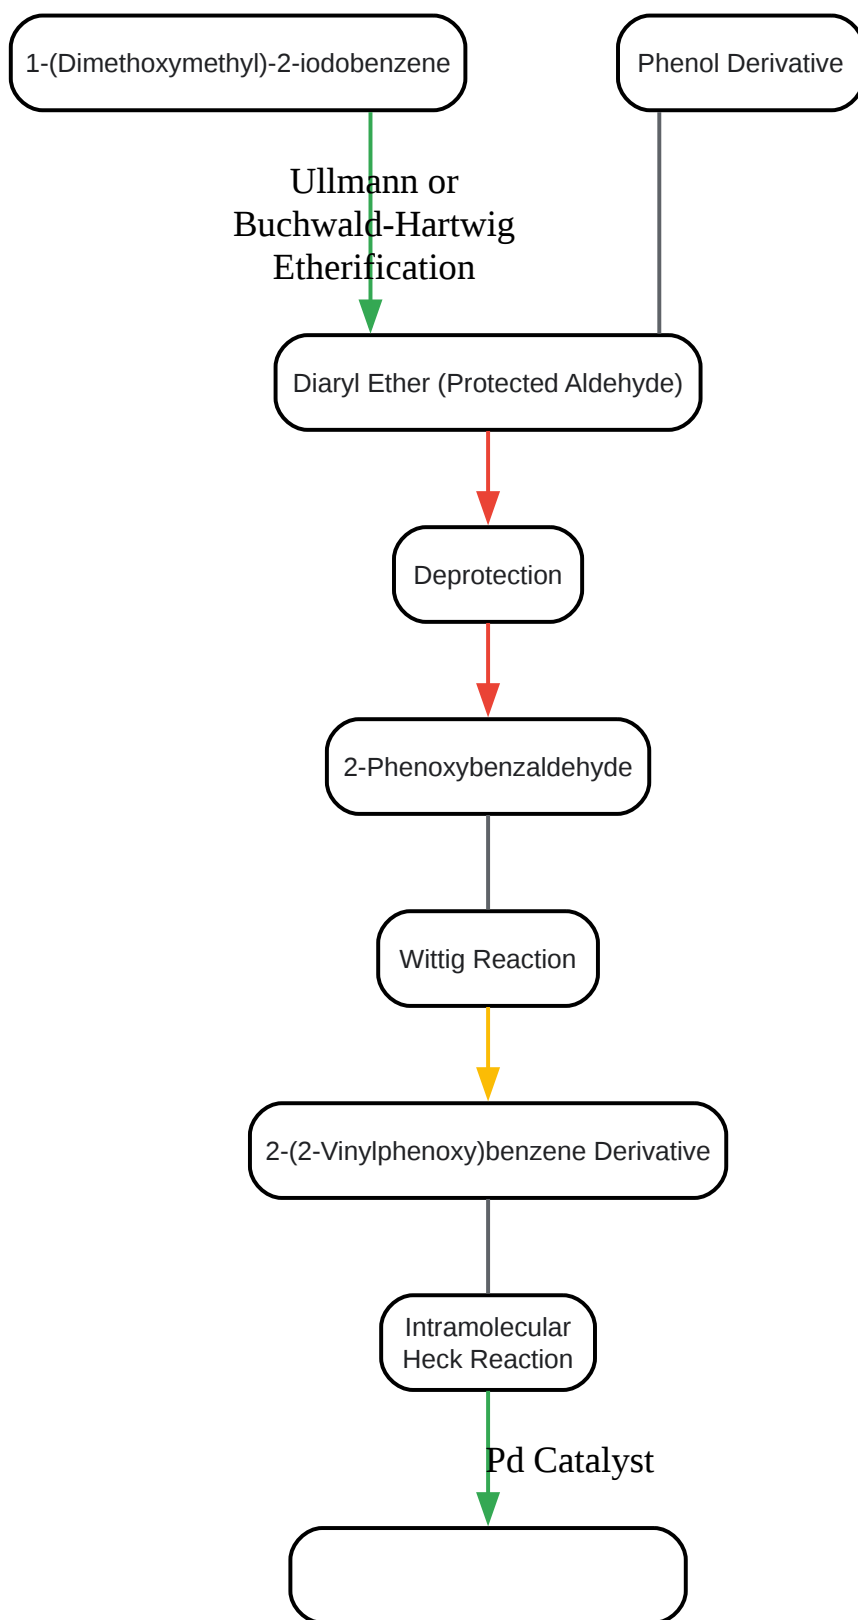 1-(Dimethoxymethyl)-2-iodobenzene
Phenol Derivative
Ullmann or
Buchwald-Hartwig
Etherification
Diaryl Ether (Protected Aldehyde)
Deprotection
2-Phenoxybenzaldehyde
Wittig Reaction
2-(2-Vinylphenoxy)benzene Derivative
Intramolecular
Heck Reaction
Pd Catalyst